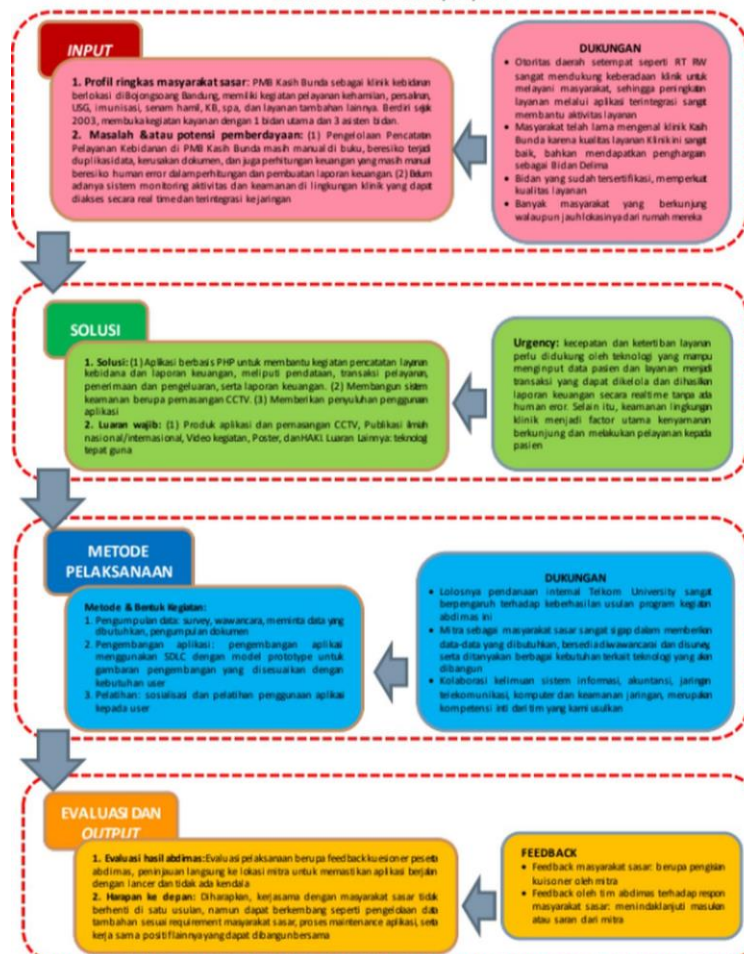 INPUT
1. Profil ringkas masyarakat sasar: PMB Kasih Bunda sebagai klinik kebidanan
berlokasi di Bojongsoang Bandung, memiliki kegiatan pelayanan kehamilan, persalinan,
USG, imunisasi, senam hamil, KB, spa, dan layanan tambahan lainnya. Berdiri sejak
2003, membuka kegiatan kayanan dengan 1 bidan utama dan 3 asisten bidan.
2. Masalah &atau potensi pemberdayaan: (1) Pengelolaan Pencatatan
Pelayanan Kebidanan di PMB Kasih Bunda masih manual di buku, beresiko terjadi
duplikasi data, kerusakan dokumen, dan juga perhitungan keuangan yang masih manual
beresiko human error dalam perhitungan dan pembuatan laporan keuangan. (2) Belum
adanya sistem monitoring aktivitas dan keamanan di lingkungan klinik yang dapat
diakses secara real time dan terintegrasi ke jaringan
DUKUNGAN
• Otoritas daerah setempat seperti RT RW
sangat mendukung keberadaan klinik untuk
melayani masyarakat, sehingga peningkatan
layanan melalui aplikasi terintegrasi sangat
membantu aktivitas layanan
• Masyarakat telah lama mengenal klinik Kasih
Bunda karena kualitas layanan Klinik ini sangat
baik, bahkan mendapatkan penghargaan
sebagai Bidan Delima
• Bidan yang sudah tersertifikasi, memperkuat
kualitas layanan
• Banyak masyarakat yang berkunjung
walaupun jauh lokasinya dari rumah mereka
SOLUSI
1. Solusi: (1) Aplikasi berbasis PHP untuk membantu kegiatan pencatatan layanan
kebidana dan laporan keuangan, meliputi pendataan, transaksi pelayanan,
penerimaan dan pengeluaran, serta laporan keuangan. (2) Membangun sistem
keamanan berupa pemasangan CCTV. (3) Memberikan penyuluhan penggunaan
aplikasi
2. Luaran wajib: (1) Produk aplikasi dan pemasangan CCTV, Publikasi ilmiah
nasional/internasional, Video kegiatan, Poster, dan HAKI. Luaran Lainnya: teknologi
tepat guna
Urgency: kecepatan dan ketertiban layanan
perlu didukung oleh teknologi yang mampu
menginput data pasien dan layanan menjadi
transaksi yang dapat dikelola dan dihasilkan
laporan keuangan secara realtime tanpa ada
human eror. Selain itu, keamanan lingkungan
klinik menjadi factor utama kenyamanan
berkunjung dan melakukan pelayanan kepada
pasien
METODE
PELAKSANAAN
Metode & Bentuk Kegiatan:
1. Pengumpulan data: survey, wawancara, meminta data yang
dibutuhkan, pengumpulan dokumen
2. Pengembangan aplikasi: pengembangan aplikasi
menggunakan SDLC dengan model prototype untuk
gambaran pengembangan yang disesuaikan dengan
kebutuhan user
3. Pelatihan: sosialisasi dan pelatihan penggunaan aplikasi
kepada user
DUKUNGAN
• Lolosnya pendanaan internal Telkom University sangat
berpengaruh terhadap keberhasilan usulan program kegiatan
abdimas ini
• Mitra sebagai masyarakat sasar sangat sigap dalam memberikan
data-data yang dibutuhkan, bersedia diwawancarai dan disurvey,
serta ditanyakan berbagai kebutuhan terkait teknologi yang akan
dibangun
• Kolaborasi kelimuan sistem informasi, akuntansi, jaringan
telekomunikasi, komputer dan keamanan jaringan, merupakan
kompetensi inti dari tim yang kami usulkan
EVALUASI DAN
OUTPUT
1. Evaluasi hasil abdimas:Evaluasi pelaksanaan berupa feedback kuesioner peserta
abdimas, peninjauan langsung ke lokasi mitra untuk memastikan aplikasi berjalan
dengan lancer dan tidak ada kendala
2. Harapan ke depan: Diharapkan, kerjasama dengan masyarakat sasar tidak
berhenti di satu usulan, namun dapat berkembang seperti pengelolaan data
tambahan sesuai requirement masyarakat sasar, proses maintenance aplikasi, serta
kerja sama positif lainnya yang dapat dibangun bersama
FEEDBACK
• Feedback masyarakat sasar: berupa pengisian
kuisoner oleh mitra
• Feedback oleh tim abdimas terhadap respon
masyarakat sasar: menindaklanjuti masukan
atau saran dari mitra